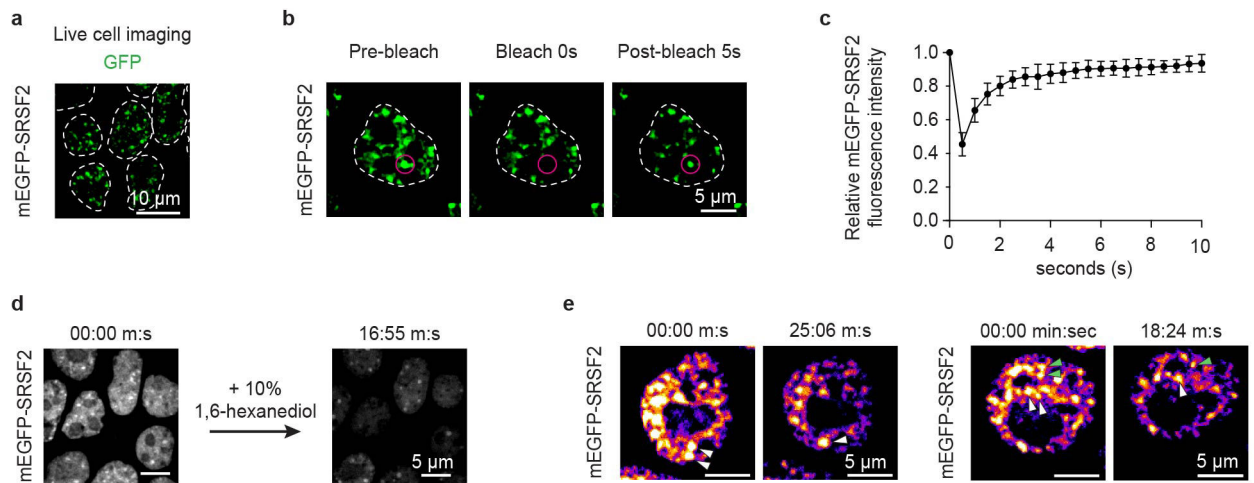 a
Live cell imaging
GFP
mEGFP-SRSF2
10 µm
b
Pre-bleach
Bleach 0s
Post-bleach 5s
mEGFP-SRSF2
5 µm
c
Relative mEGFP-SRSF2
fluorescence intensity
1.0
0.8
0.6
0.4
0.2
0.0
0 2 4 6 8 10
seconds (s)
d
00:00 m:s
16:55 m:s
mEGFP-SRSF2
+ 10%
1,6-hexanediol
5 µm
e
00:00 m:s
25:06 m:s
mEGFP-SRSF2
5 µm
00:00 min:sec
18:24 m:s
mEGFP-SRSF2
5 µm